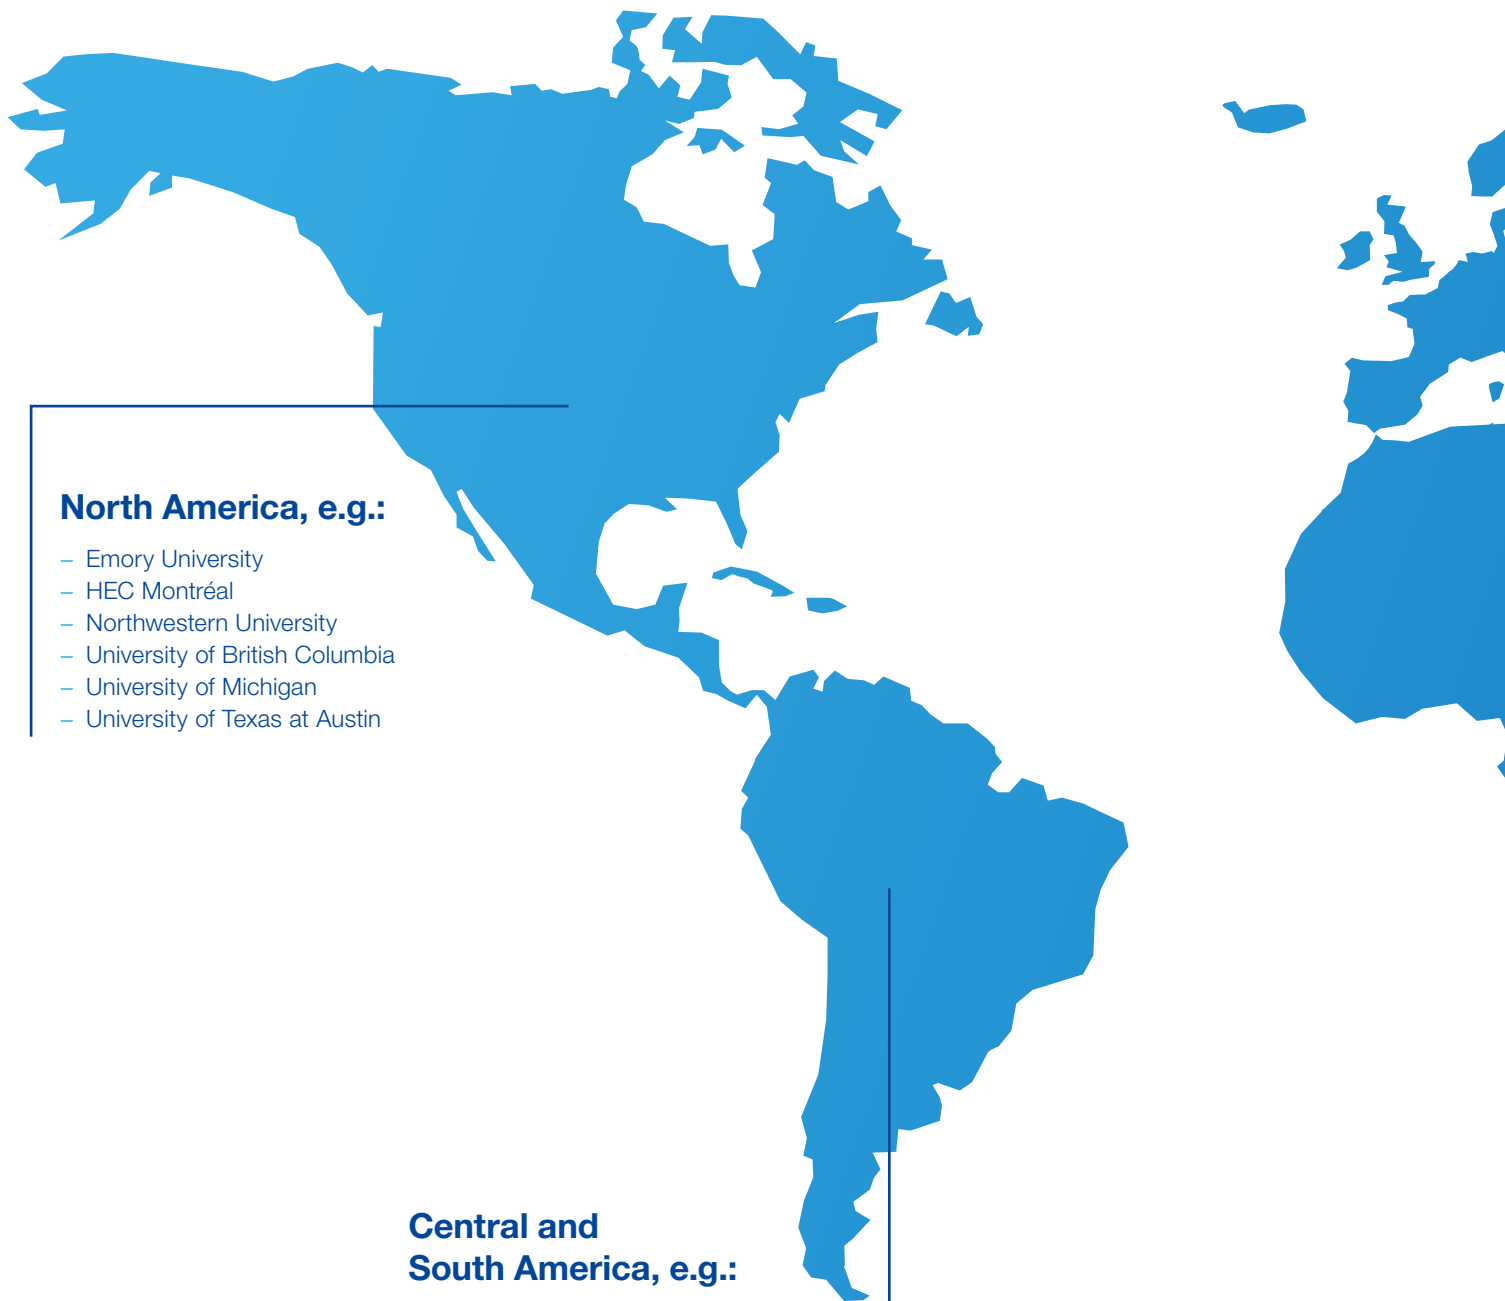 North America, e.g.:
– Emory University
– HEC Montréal
– Northwestern University
– University of British Columbia
– University of Michigan
– University of Texas at Austin
Central and
South America, e.g.: